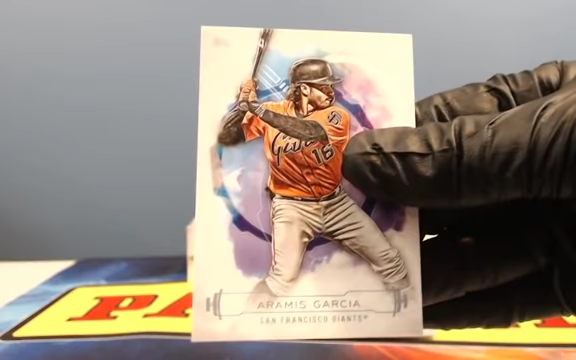 Giants
16
ARAMIS GARCIA
SAN FRANCISCO GIANTS®
PA